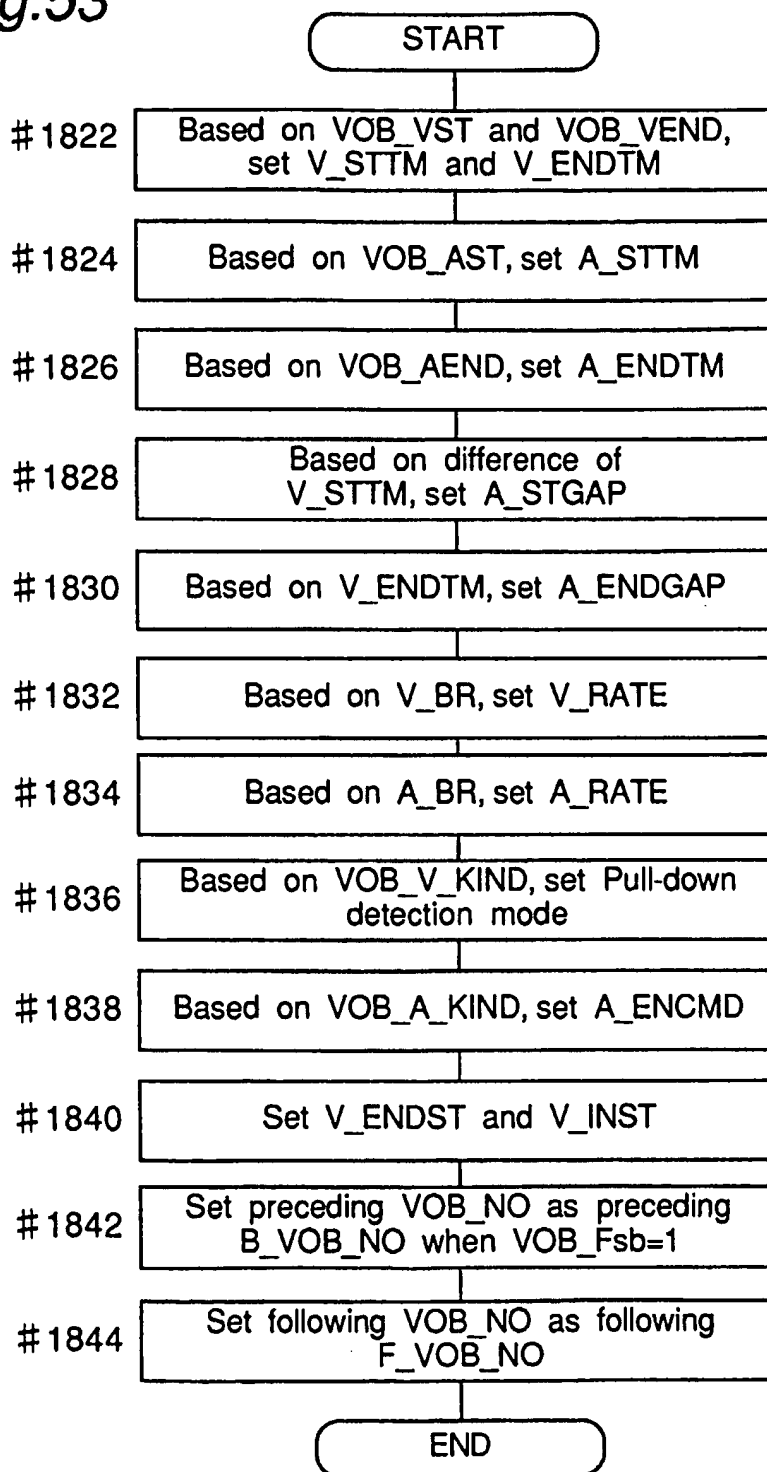 g.53
START
#1822
Based on VOB_VST and VOB_VEND,
set V_STTM and V_ENDTM
#1824
Based on VOB_AST, set A_STTM
#1826
Based on VOB_AEND, set A_ENDTM
#1828
Based on difference of
V_STTM, set A_STGAP
#1830
Based on V_ENDTM, set A_ENDGAP
#1832
Based on V_BR, set V_RATE
#1834
Based on A_BR, set A_RATE
#1836
Based on VOB_V_KIND, set Pull-down
detection mode
#1838
Based on VOB_A_KIND, set A_ENCMD
#1840
Set V_ENDST and V_INST
#1842
Set preceding VOB_NO as preceding
B_VOB_NO when VOB_Fsb=1
#1844
Set following VOB_NO as following
F_VOB_NO
END